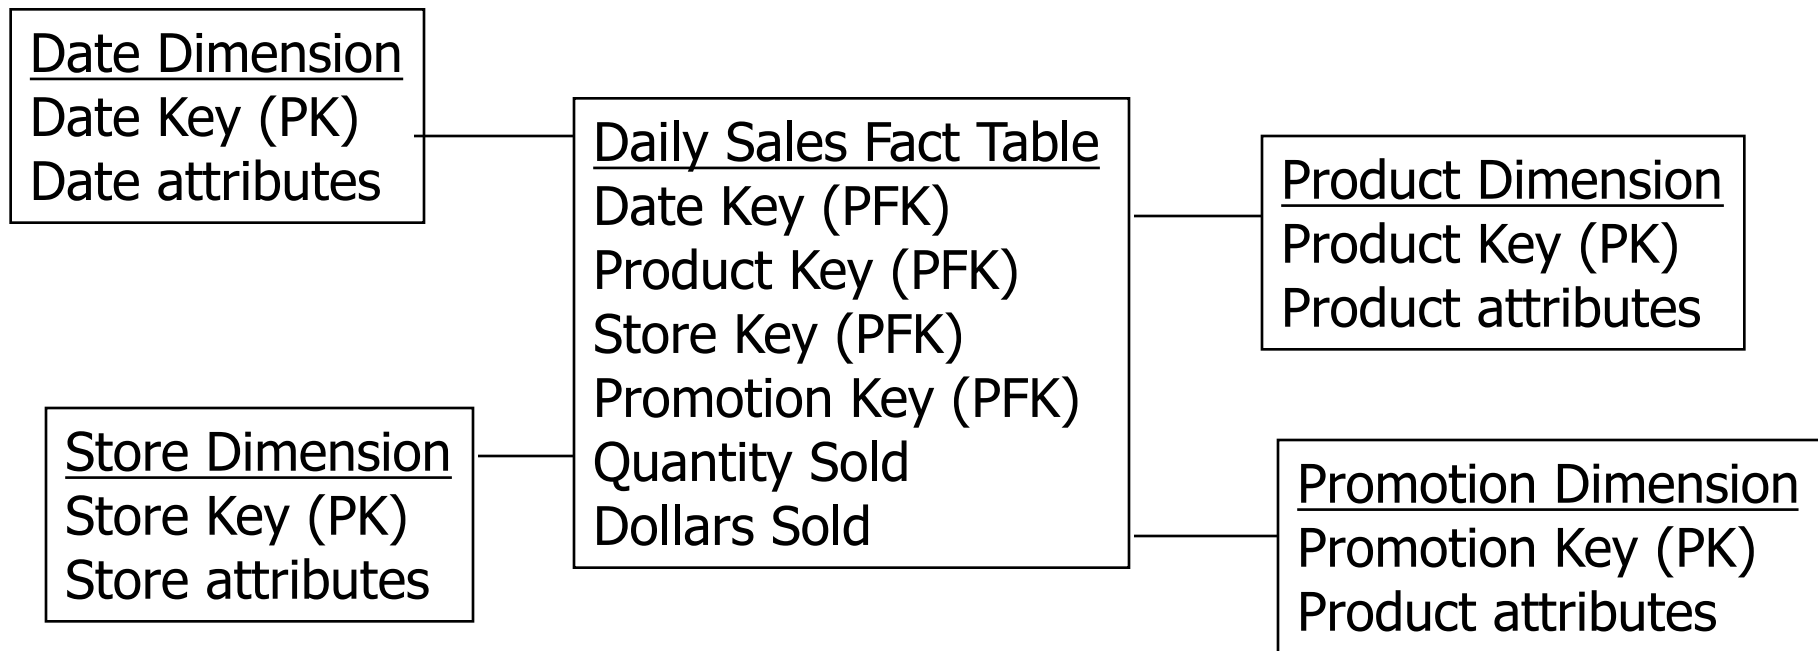 Date Dimension
Date Key (PK)
Date attributes
Daily Sales Fact Table
Date Key (PFK)
Product Key (PFK)
Store Key (PFK)
Promotion Key (PFK)
Quantity Sold
Dollars Sold
Product Dimension
Product Key (PK)
Product attributes
Store Dimension
Store Key (PK)
Store attributes
Promotion Dimension
Promotion Key (PK)
Product attributes